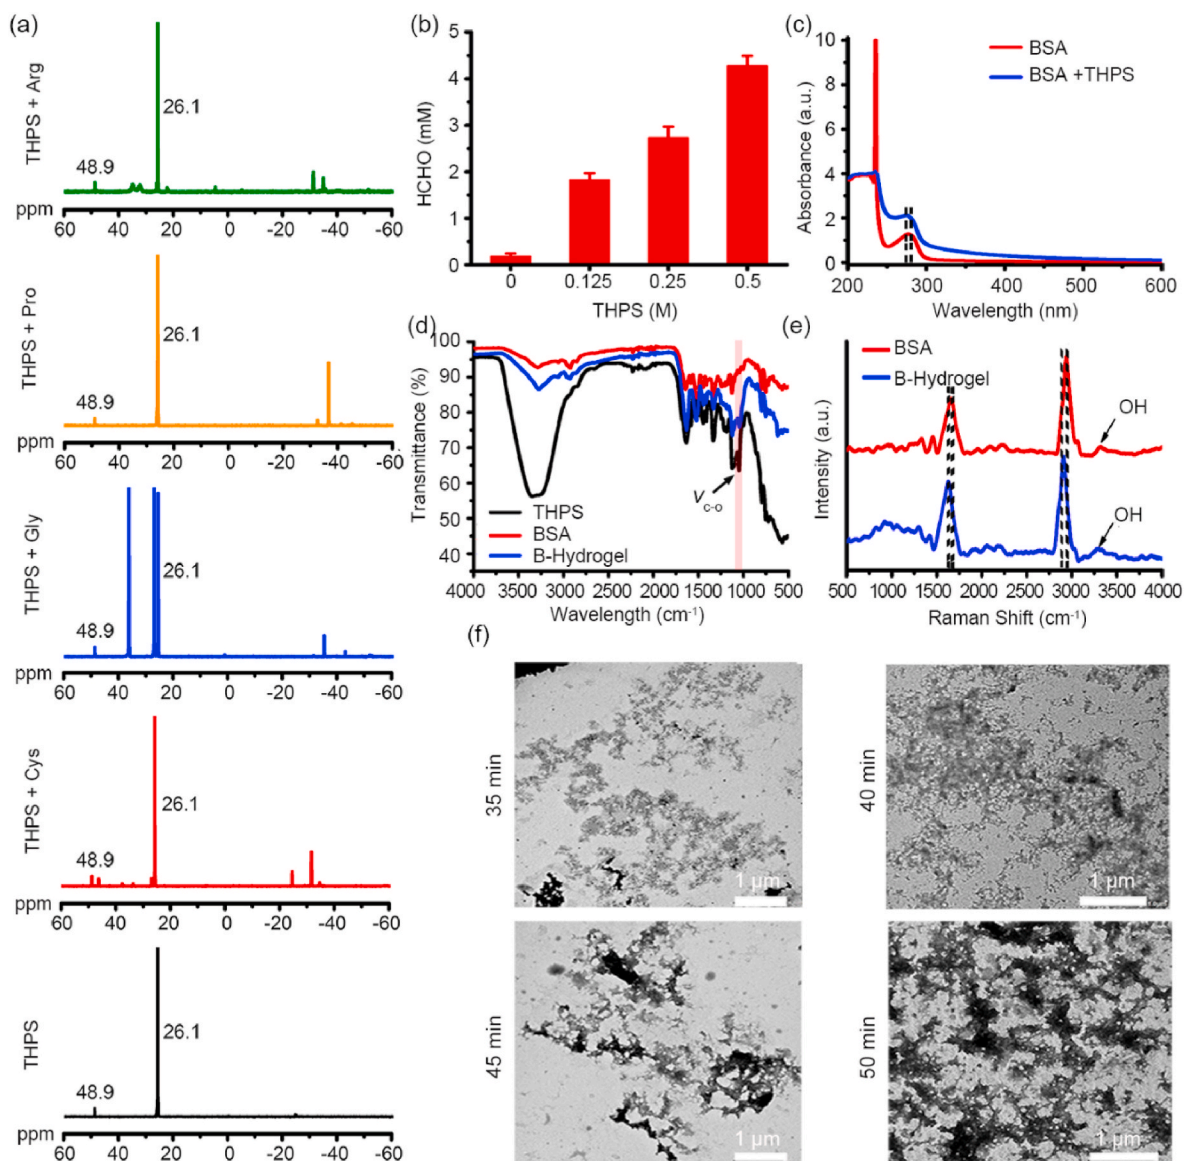 (a)
THPS + Arg
26.1
48.9
ppm
60 40 20 0 -20 -40 -60
THPS + Pro
26.1
48.9
ppm
60 40 20 0 -20 -40 -60
THPS + Gly
26.1
48.9
ppm
60 40 20 0 -20 -40 -60
THPS + Cys
26.1
48.9
ppm
60 40 20 0 -20 -40 -60
THPS
26.1
48.9
ppm
60 40 20 0 -20 -40 -60
(b)
HCHO (mM)
5
4
3
2
1
0
0 0.125 0.25 0.5
THPS (M)
(c)
Absorbance (a.u.)
10
8
6
4
2
0
BSA
BSA +THPS
200 300 400 500 600
Wavelength (nm)
(d)
Transmittance (%)
100
90
80
70
60
50
40
νc-o
THPS
BSA
B-Hydrogel
4000 3500 3000 2500 2000 1500 1000 500
Wavelength (cm⁻¹)
(e)
Intensity (a.u.)
BSA
B-Hydrogel
OH
OH
500 1000 1500 2000 2500 3000 3500 4000
Raman Shift (cm⁻¹)
(f)
35 min
1 µm
40 min
1 µm
45 min
1 µm
50 min
1 µm